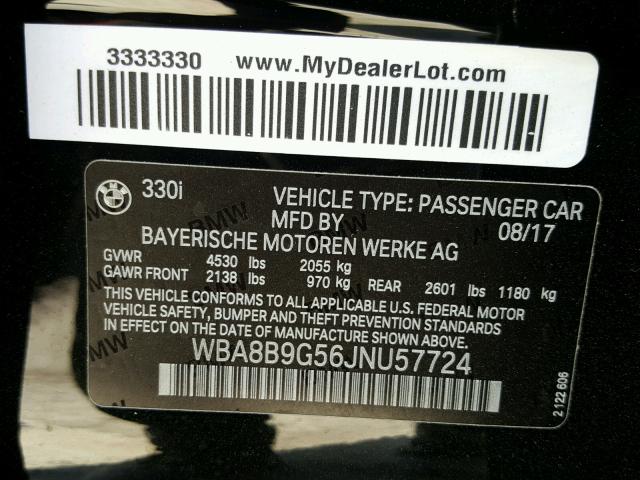 3333330 www.MyDealerLot.com
330i VEHICLE TYPE: PASSENGER CAR
MFD BY 08/17
BAYERISCHE MOTOREN WERKE AG
GVWR 4530 lbs 2055 kg
GAWR FRONT 2138 lbs 970 kg REAR 2601 lbs 1180 kg
THIS VEHICLE CONFORMS TO ALL APPLICABLE U.S. FEDERAL MOTOR
VEHICLE SAFETY, BUMPER AND THEFT PREVENTION STANDARDS
IN EFFECT ON THE DATE OF MANUFACTURE SHOWN ABOVE.
WBA8B9G56JNU57724
2 122 606